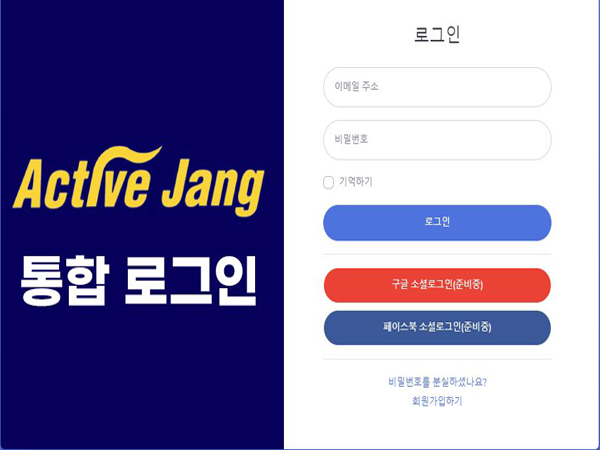 Active Jang
통합 로그인
로그인
이메일 주소
비밀번호
기억하기
로그인
구글 소셜로그인(준비중)
페이스북 소셜로그인(준비중)
비밀번호를 분실하셨나요?
회원가입하기